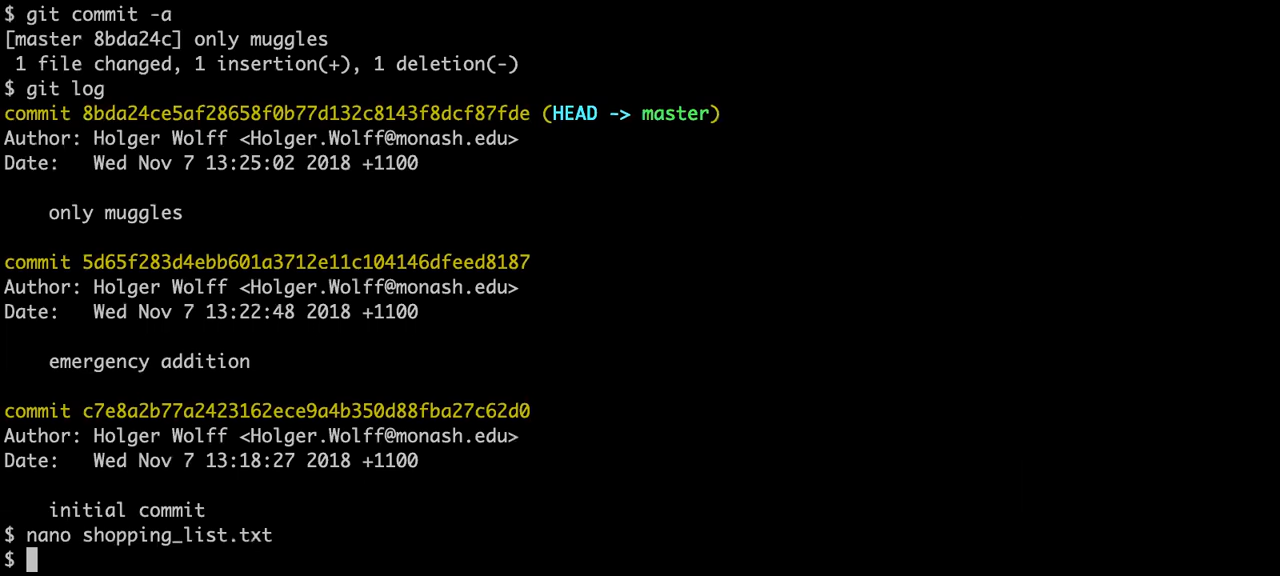 $ git commit -a
[master 8bda24c] only muggles
 1 file changed, 1 insertion(+), 1 deletion(-)
$ git log
commit 8bda24ce5af28658f0b77d132c8143f8dcf87fde (HEAD -> master)
Author: Holger Wolff <Holger.Wolff@monash.edu>
Date:   Wed Nov 7 13:25:02 2018 +1100
    only muggles
commit 5d65f283d4ebb601a3712e11c104146dfeed8187
Author: Holger Wolff <Holger.Wolff@monash.edu>
Date:   Wed Nov 7 13:22:48 2018 +1100
    emergency addition
commit c7e8a2b77a2423162ece9a4b350d88fba27c62d0
Author: Holger Wolff <Holger.Wolff@monash.edu>
Date:   Wed Nov 7 13:18:27 2018 +1100
    initial commit
$ nano shopping_list.txt
$